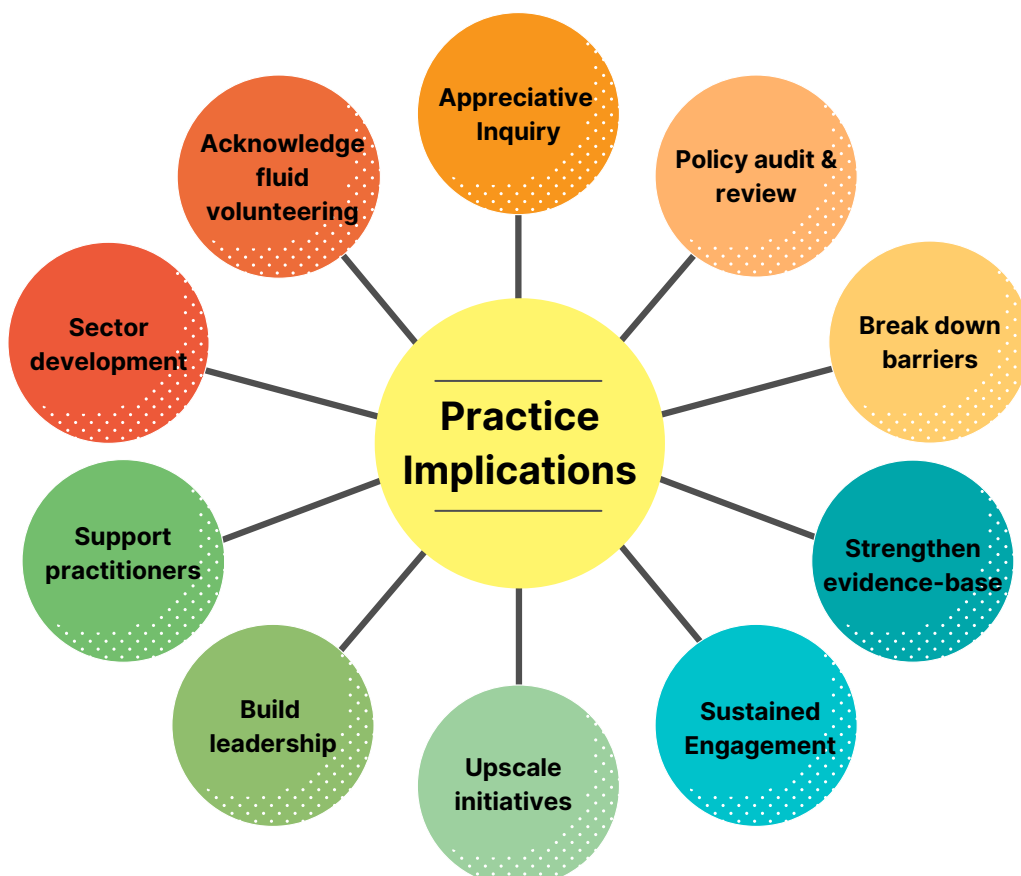 Appreciative
Inquiry
Policy audit &
review
Break down
barriers
Strengthen
evidence-base
Sustained
Engagement
Upscale
initiatives
Build
leadership
Support
practitioners
Sector
development
Acknowledge
fluid
volunteering
Practice
Implications